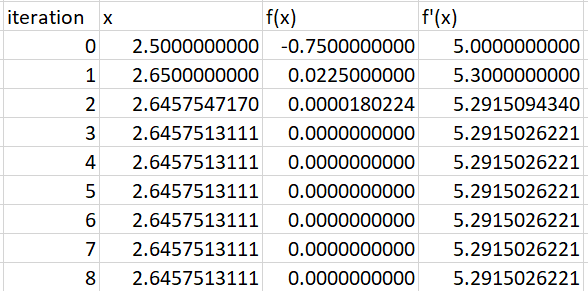 iteration x f(x) f'(x)
0 2.5000000000 -0.7500000000 5.0000000000
1 2.6500000000 0.0225000000 5.3000000000
2 2.6457547170 0.0000180224 5.2915094340
3 2.6457513111 0.0000000000 5.2915026221
4 2.6457513111 0.0000000000 5.2915026221
5 2.6457513111 0.0000000000 5.2915026221
6 2.6457513111 0.0000000000 5.2915026221
7 2.6457513111 0.0000000000 5.2915026221
8 2.6457513111 0.0000000000 5.2915026221